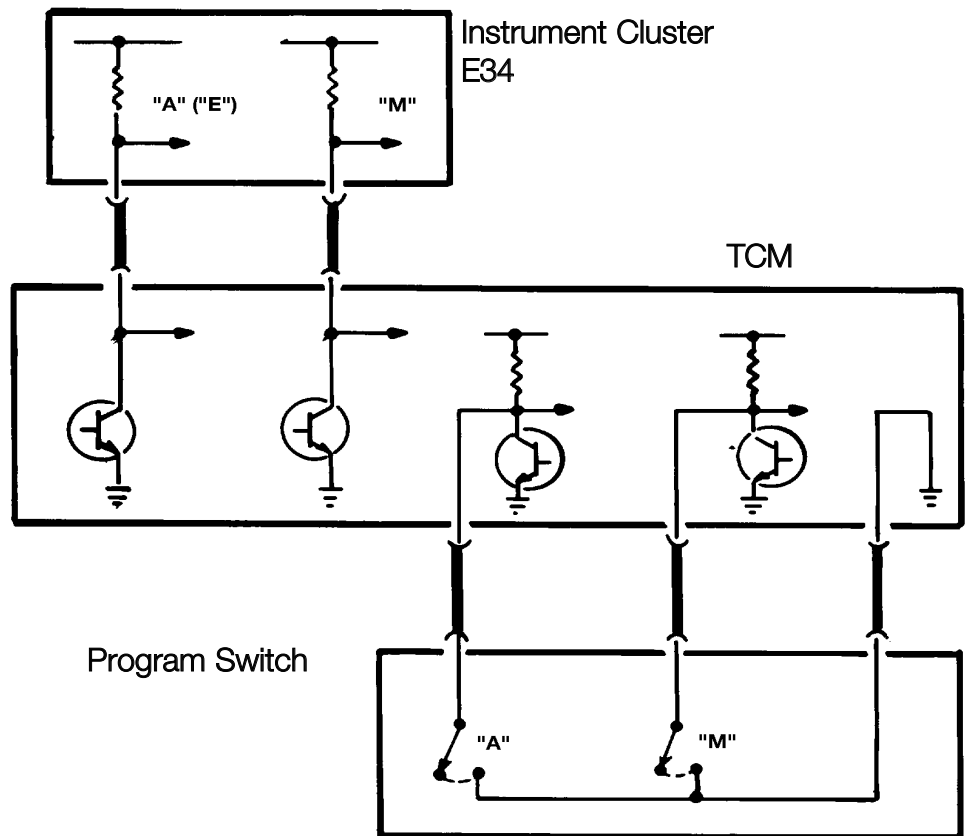 Instrument Cluster
E34
"A" ("E")
"M"
TCM
Program Switch
"A"
"M"